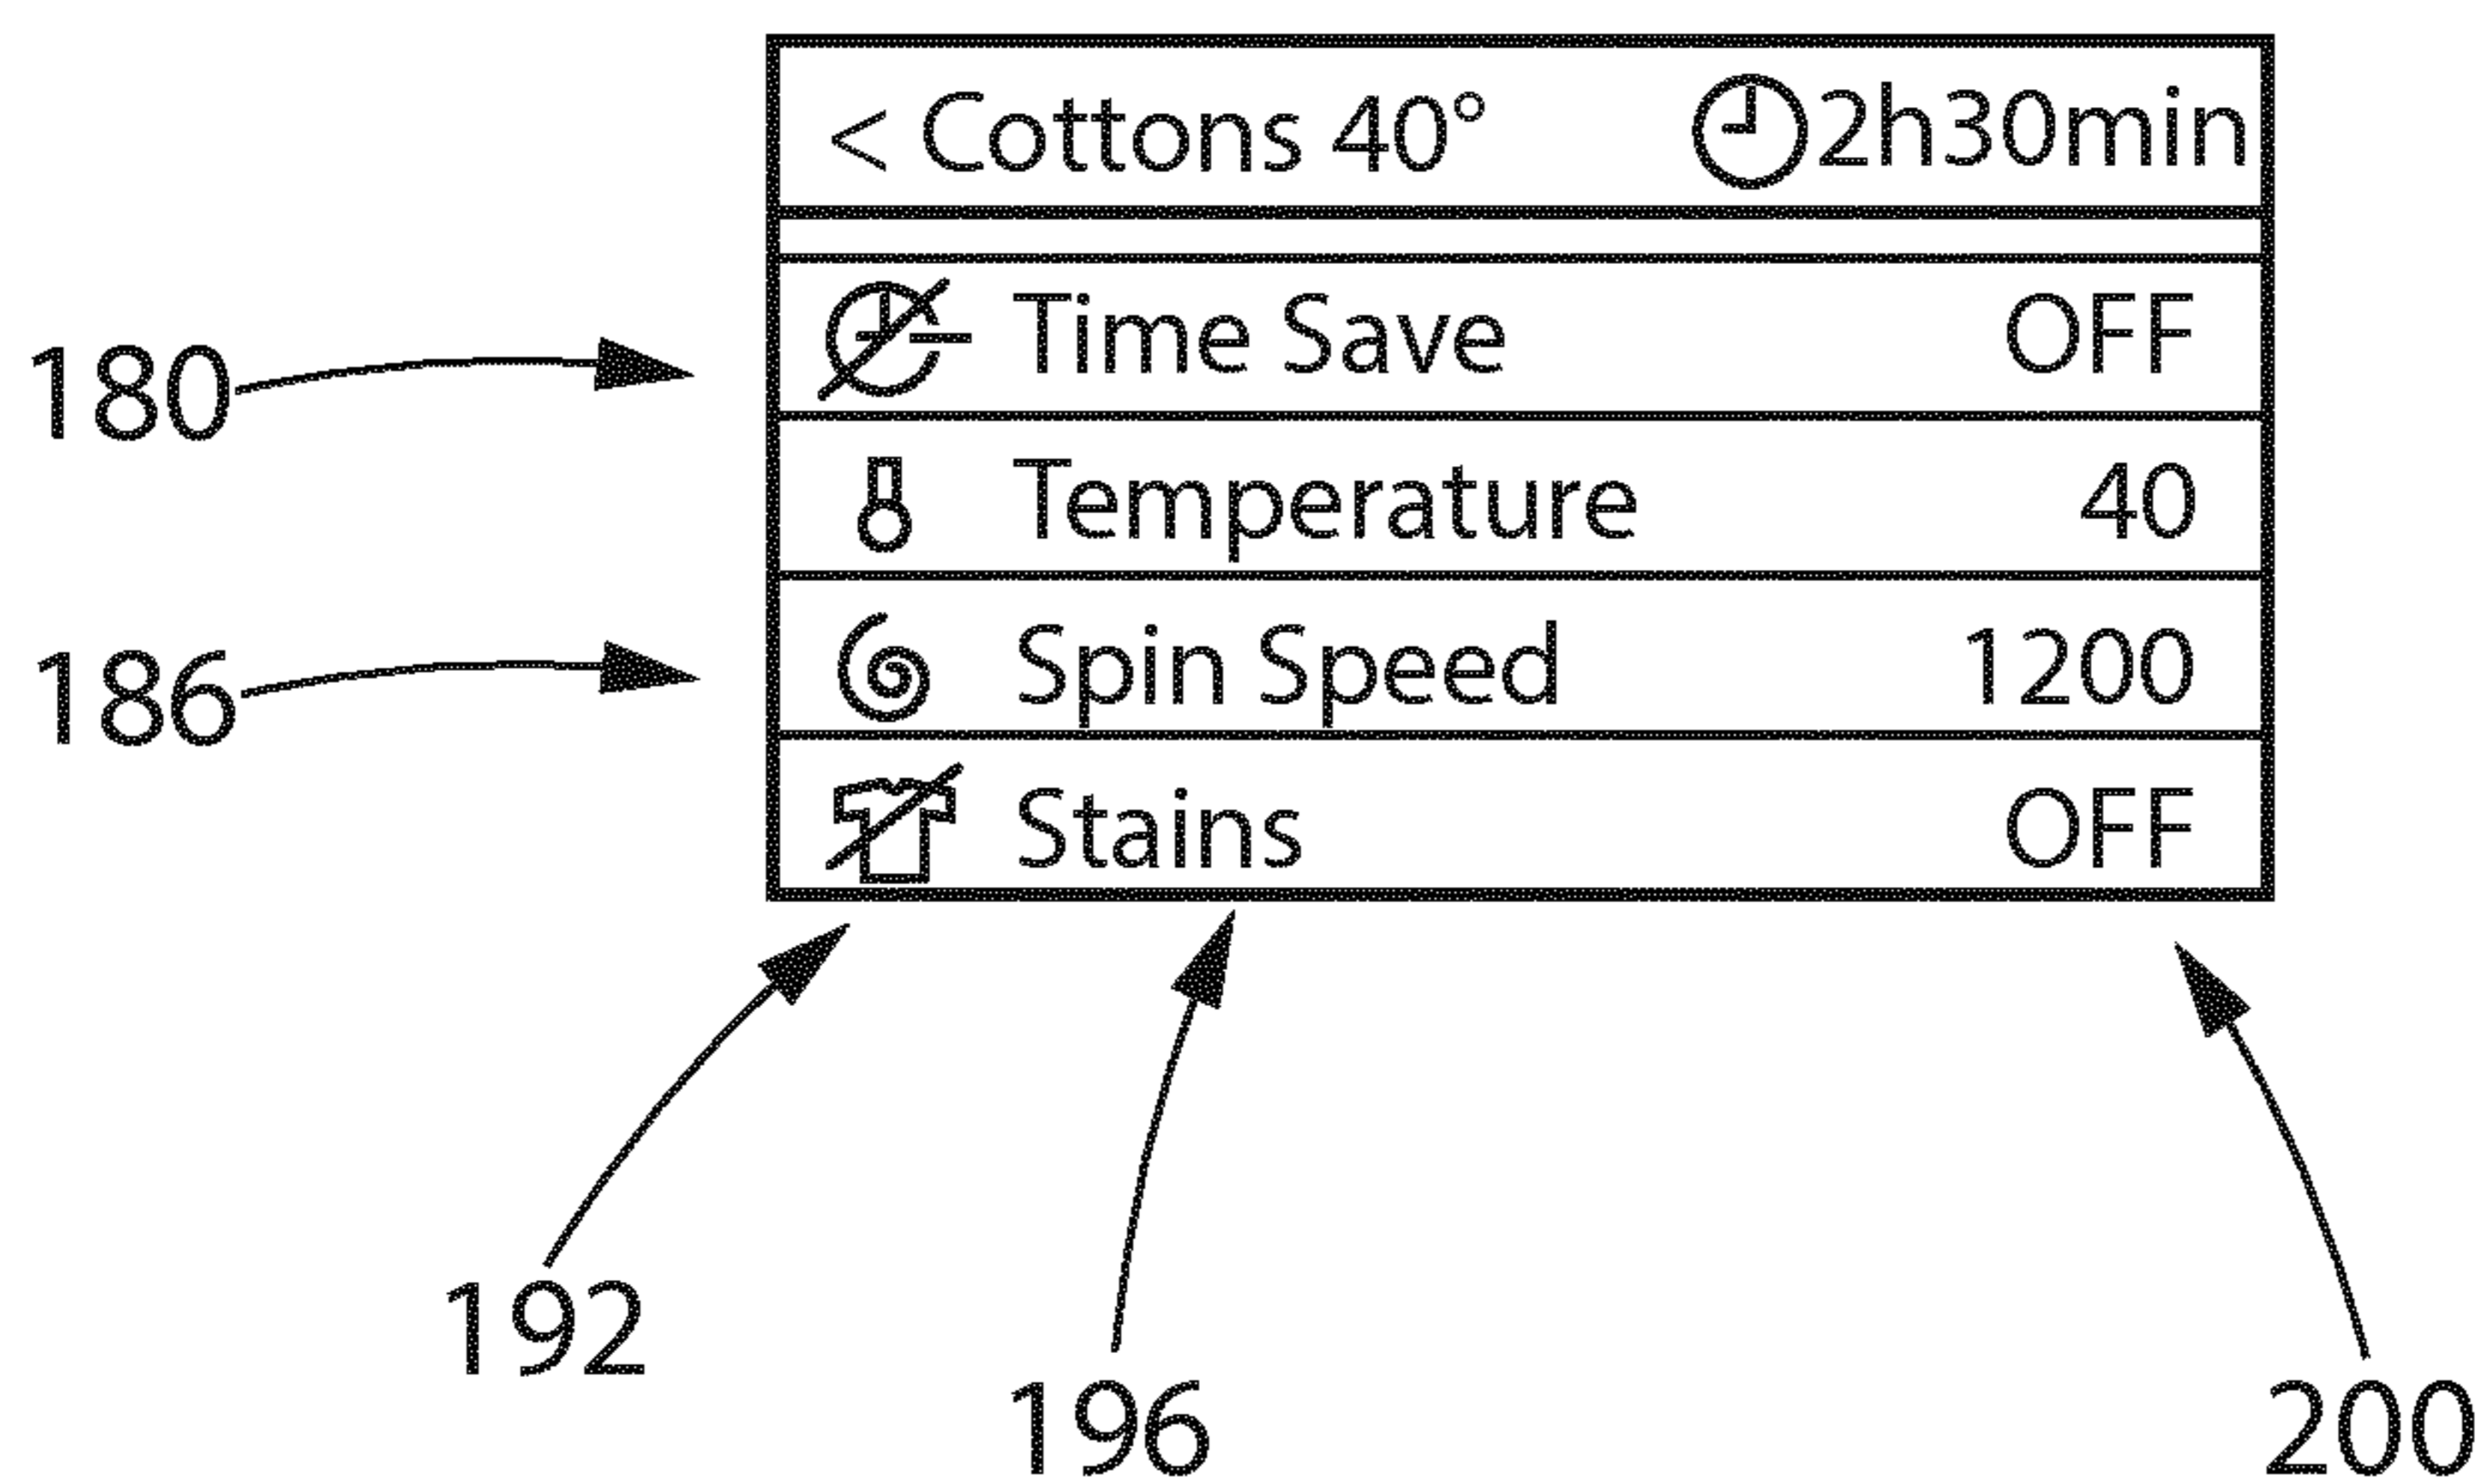 < Cottons 40° 2h30min
Time Save OFF
180
Temperature 40
Spin Speed 1200
186
Stains OFF
192
196
200